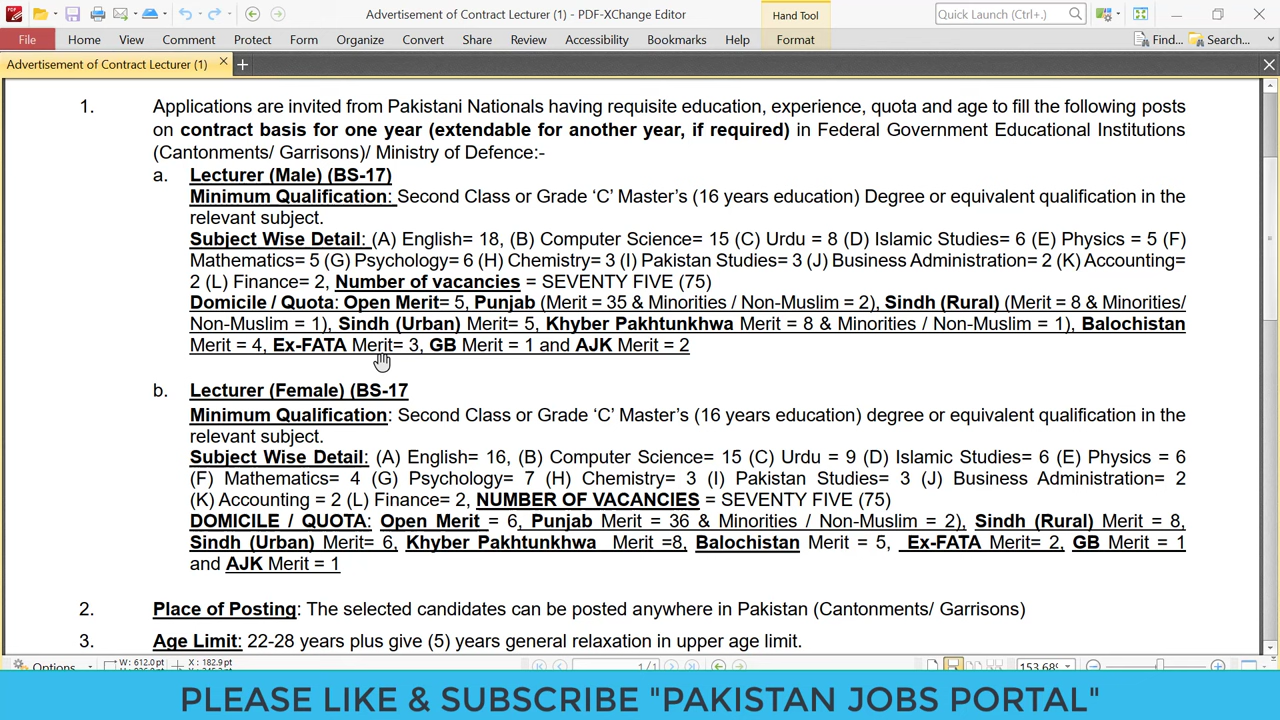 Advertisement of Contract Lecturer (1) - PDF-XChange Editor
Hand Tool
Quick Launch (Ctrl+.)
File Home View Comment Protect Form Organize Convert Share Review Accessibility Bookmarks Help Format Find... Search...
Advertisement of Contract Lecturer (1)
1. Applications are invited from Pakistani Nationals having requisite education, experience, quota and age to fill the following posts
on contract basis for one year (extendable for another year, if required) in Federal Government Educational Institutions
(Cantonments/ Garrisons)/ Ministry of Defence:-
a. Lecturer (Male) (BS-17)
Minimum Qualification: Second Class or Grade ‘C’ Master’s (16 years education) Degree or equivalent qualification in the
relevant subject.
Subject Wise Detail: (A) English= 18, (B) Computer Science= 15 (C) Urdu = 8 (D) Islamic Studies= 6 (E) Physics = 5 (F)
Mathematics= 5 (G) Psychology= 6 (H) Chemistry= 3 (I) Pakistan Studies= 3 (J) Business Administration= 2 (K) Accounting=
2 (L) Finance= 2, Number of vacancies = SEVENTY FIVE (75)
Domicile / Quota: Open Merit= 5, Punjab (Merit = 35 & Minorities / Non-Muslim = 2), Sindh (Rural) (Merit = 8 & Minorities/
Non-Muslim = 1), Sindh (Urban) Merit= 5, Khyber Pakhtunkhwa Merit = 8 & Minorities / Non-Muslim = 1), Balochistan
Merit = 4, Ex-FATA Merit= 3, GB Merit = 1 and AJK Merit = 2
b. Lecturer (Female) (BS-17
Minimum Qualification: Second Class or Grade ‘C’ Master’s (16 years education) degree or equivalent qualification in the
relevant subject.
Subject Wise Detail: (A) English= 16, (B) Computer Science= 15 (C) Urdu = 9 (D) Islamic Studies= 6 (E) Physics = 6
(F) Mathematics= 4 (G) Psychology= 7 (H) Chemistry= 3 (I) Pakistan Studies= 3 (J) Business Administration= 2
(K) Accounting = 2 (L) Finance= 2, NUMBER OF VACANCIES = SEVENTY FIVE (75)
DOMICILE / QUOTA: Open Merit = 6, Punjab Merit = 36 & Minorities / Non-Muslim = 2), Sindh (Rural) Merit = 8,
Sindh (Urban) Merit= 6, Khyber Pakhtunkhwa Merit =8, Balochistan Merit = 5, Ex-FATA Merit= 2, GB Merit = 1
and AJK Merit = 1
2. Place of Posting: The selected candidates can be posted anywhere in Pakistan (Cantonments/ Garrisons)
3. Age Limit: 22-28 years plus give (5) years general relaxation in upper age limit.
Options W: 612.0pt X: 182.9pt 1/1 153.68%
PLEASE LIKE & SUBSCRIBE "PAKISTAN JOBS PORTAL"